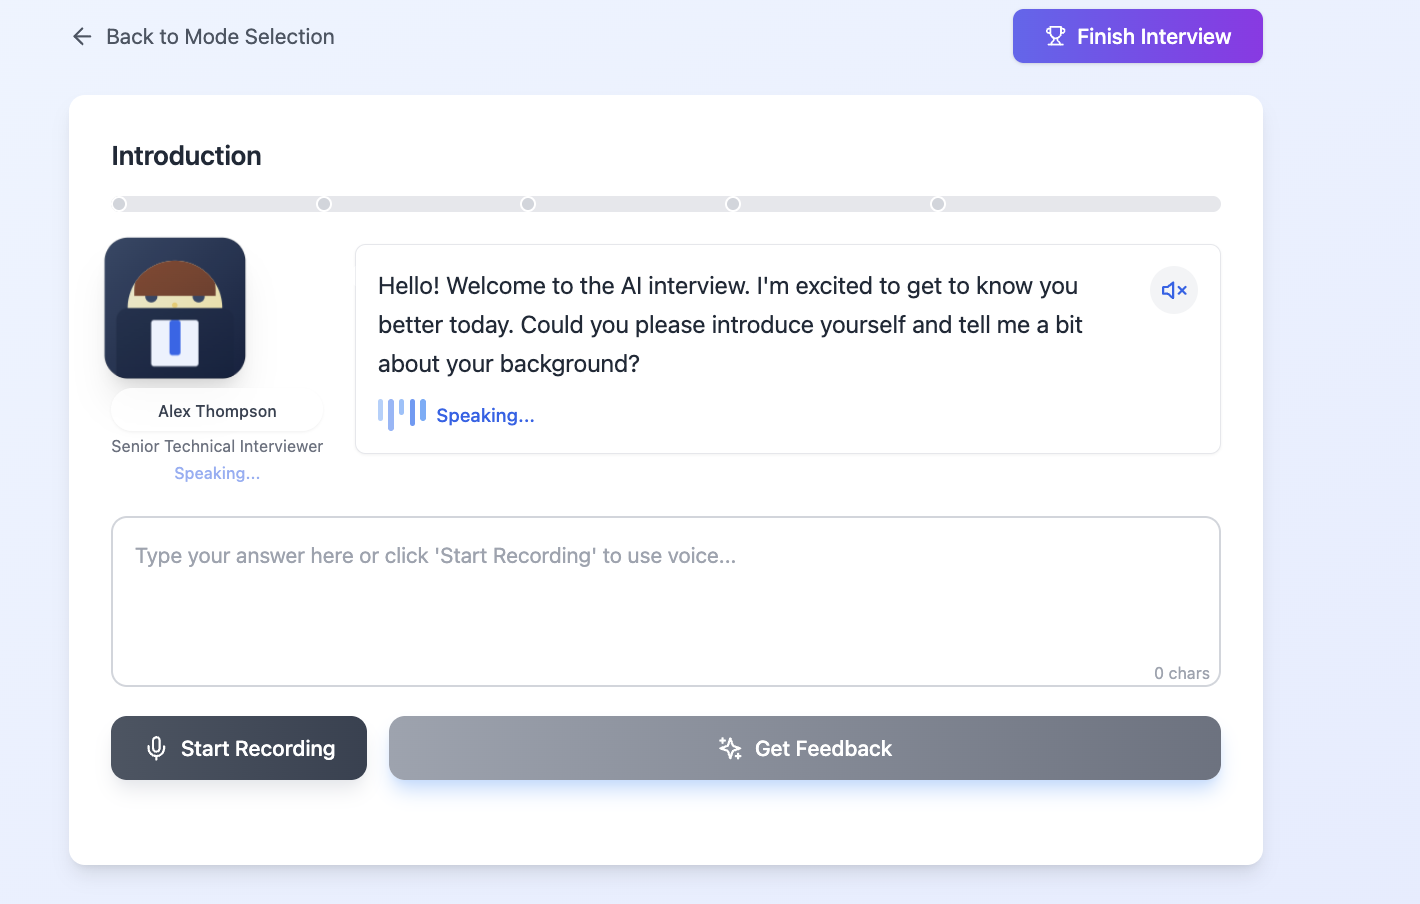 Back to Mode Selection
Finish Interview
Introduction
Hello! Welcome to the AI interview. I'm excited to get to know you
better today. Could you please introduce yourself and tell me a bit
about your background?
Speaking...
Alex Thompson
Senior Technical Interviewer
Speaking...
Type your answer here or click 'Start Recording' to use voice...
0 chars
Start Recording
Get Feedback